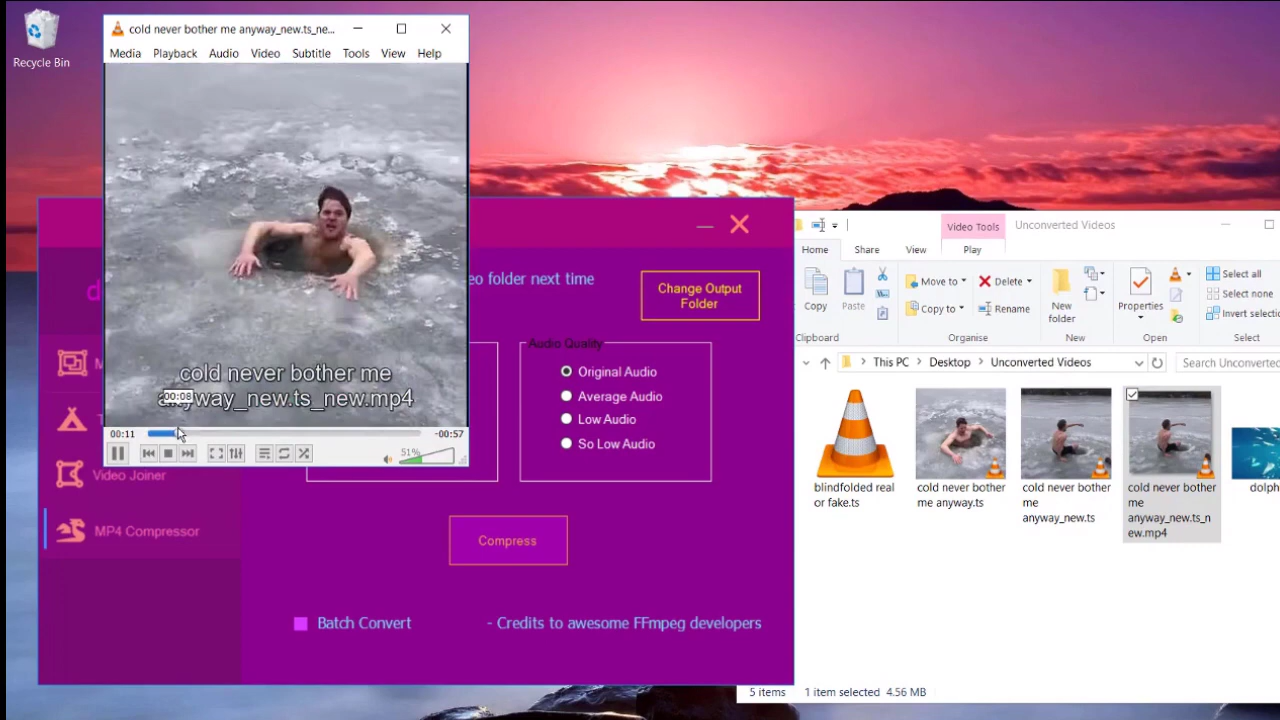 Recycle Bin
cold never bother me anyway_new.ts_ne...
Media Playback Audio Video Subtitle Tools View Help
cold never bother me
anyway_new.ts_new.mp4
00:08
00:11
-00:57
51%
eo folder next time
Change Output
Folder
Audio Quality
Original Audio
Average Audio
Low Audio
So Low Audio
Video Joiner
MP4 Compressor
Compress
Batch Convert
- Credits to awesome FFmpeg developers
Video Tools
Unconverted Videos
Home Share View Play
Copy
Paste
Clipboard
Move to
Copy to
Delete
Rename
Organise
New
folder
New
Properties
Open
Select all
Select none
Invert selectio
Select
This PC > Desktop > Unconverted Videos
Search Unconverted
blindfolded real
or fake.ts
cold never bother
me anyway.ts
cold never bother
me
anyway_new.ts
cold never bother
me
anyway_new.ts_n
ew.mp4
dolph
5 items
1 item selected 4.56 MB